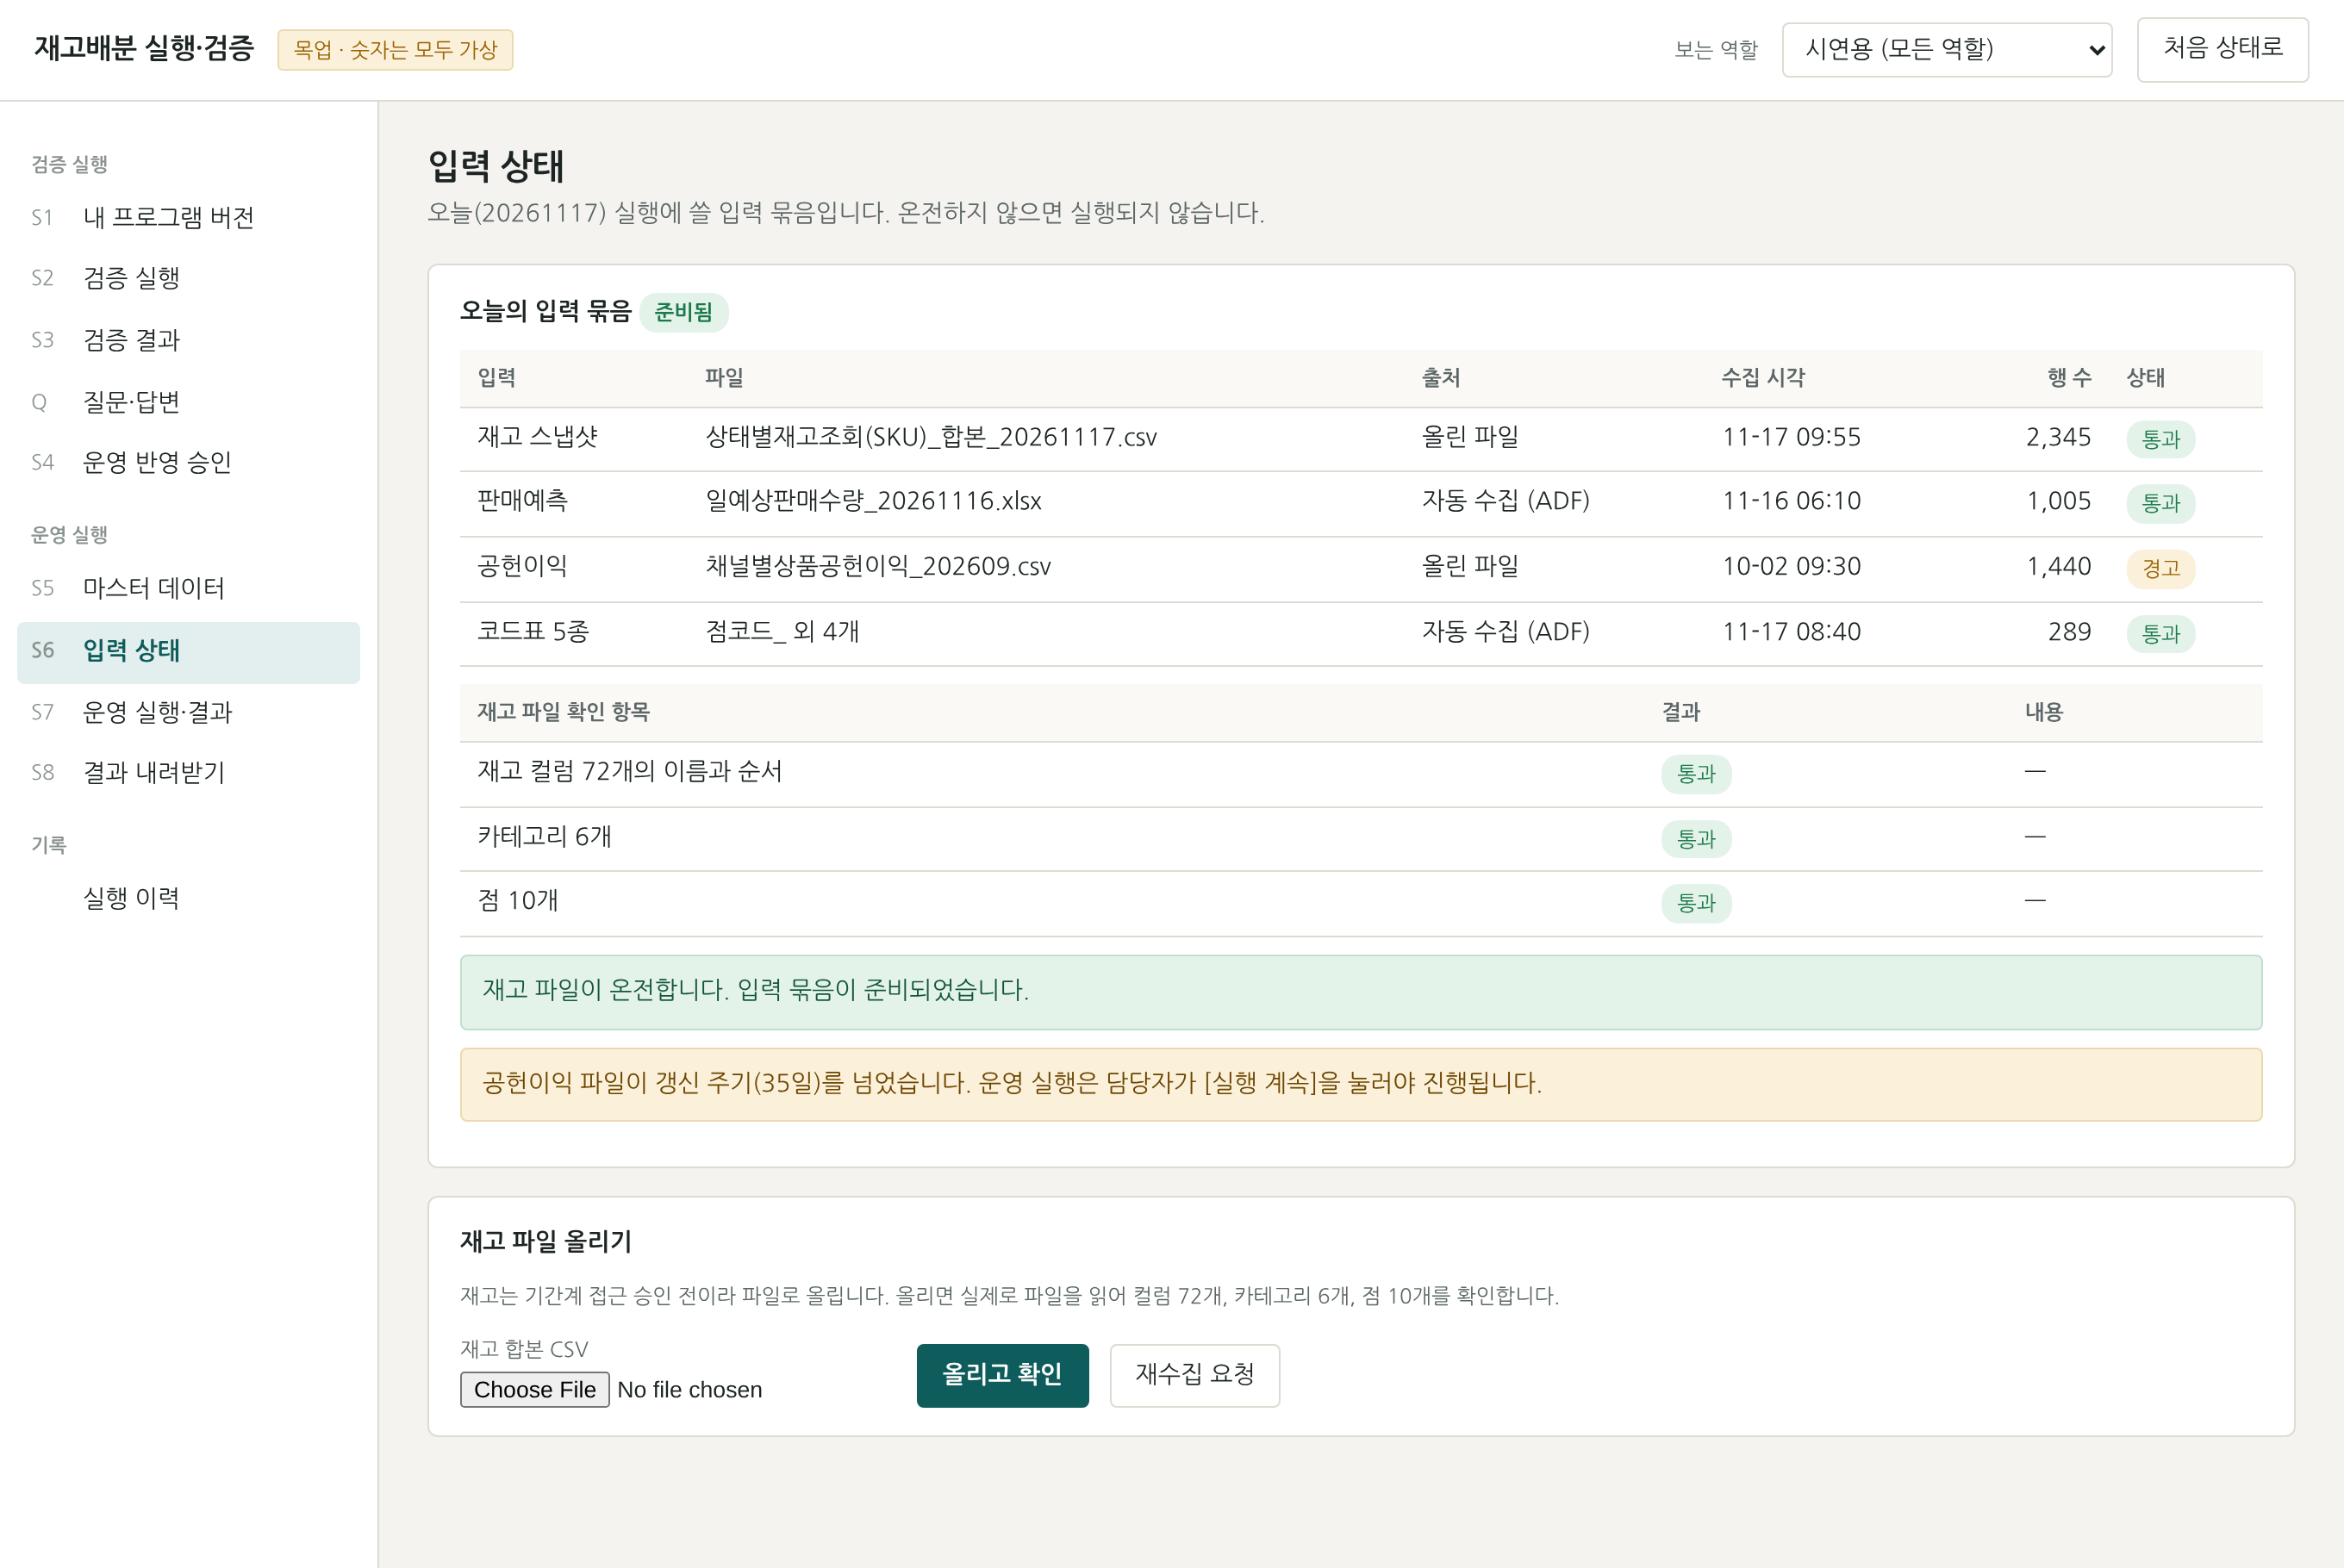 재고배분 실행·검증 목업 · 숫자는 모두 가상 보는 역할 시연용 (모든 역할) 처음 상태로
검증 실행
S1 내 프로그램 버전
S2 검증 실행
S3 검증 결과
Q 질문·답변
S4 운영 반영 승인
운영 실행
S5 마스터 데이터
S6 입력 상태
S7 운영 실행·결과
S8 결과 내려받기
기록
실행 이력
입력 상태
오늘(20261117) 실행에 쓸 입력 묶음입니다. 온전하지 않으면 실행되지 않습니다.
오늘의 입력 묶음 준비됨
입력 파일 출처 수집 시각 행 수 상태
재고 스냅샷 상태별재고조회(SKU)_합본_20261117.csv 올린 파일 11-17 09:55 2,345 통과
판매예측 일예상판매수량_20261116.xlsx 자동 수집 (ADF) 11-16 06:10 1,005 통과
공헌이익 채널별상품공헌이익_202609.csv 올린 파일 10-02 09:30 1,440 경고
코드표 5종 점코드_ 외 4개 자동 수집 (ADF) 11-17 08:40 289 통과
재고 파일 확인 항목 결과 내용
재고 컬럼 72개의 이름과 순서 통과 —
카테고리 6개 통과 —
점 10개 통과 —
재고 파일이 온전합니다. 입력 묶음이 준비되었습니다.
공헌이익 파일이 갱신 주기(35일)를 넘었습니다. 운영 실행은 담당자가 [실행 계속]을 눌러야 진행됩니다.
재고 파일 올리기
재고는 기간계 접근 승인 전이라 파일로 올립니다. 올리면 실제로 파일을 읽어 컬럼 72개, 카테고리 6개, 점 10개를 확인합니다.
재고 합본 CSV
Choose File No file chosen 올리고 확인 재수집 요청